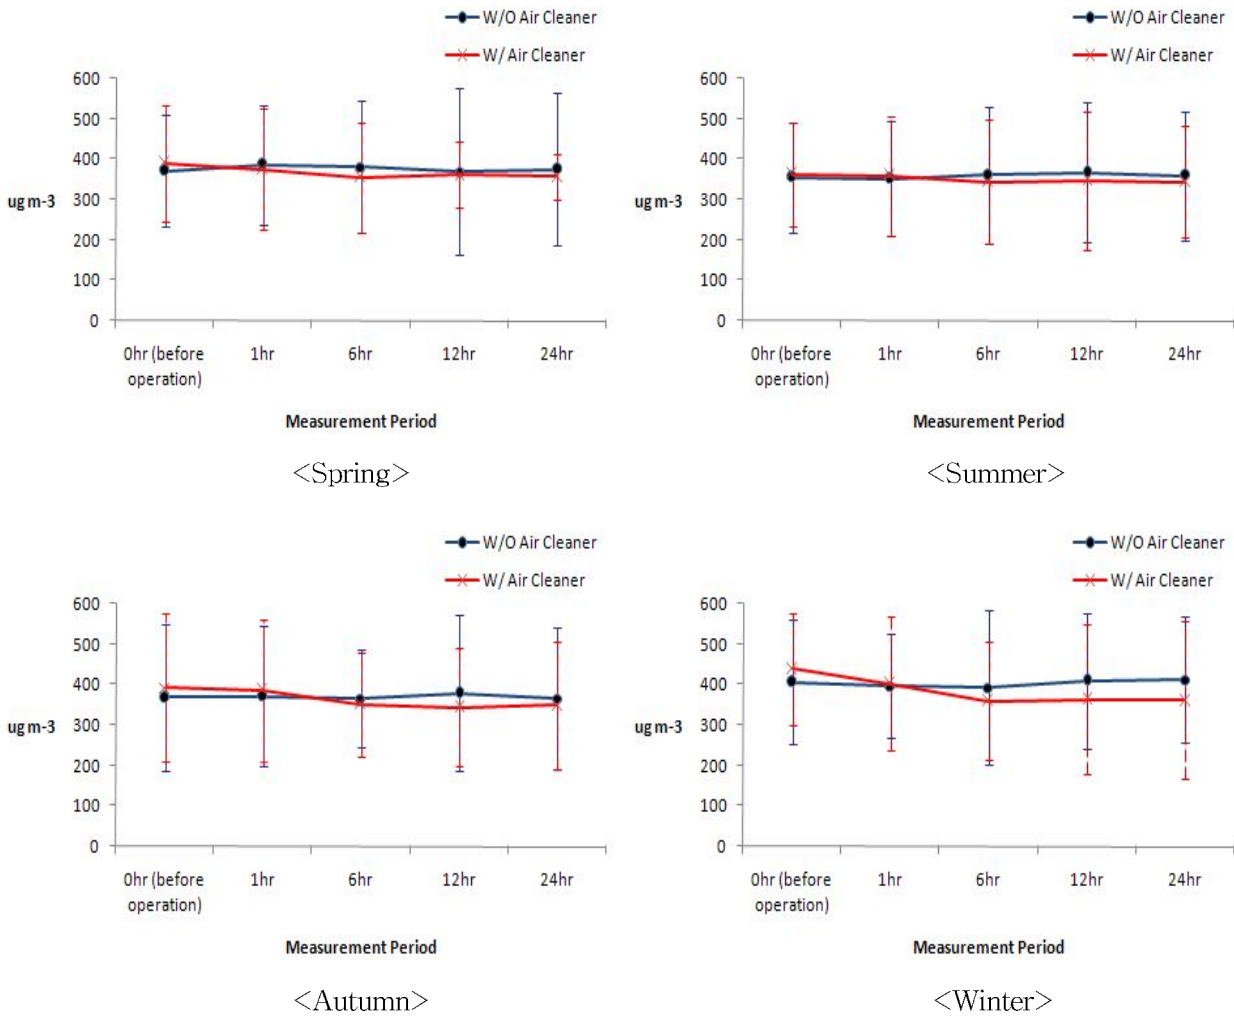 W/O Air Cleaner
W/ Air Cleaner
600
500
400
300
200
100
0
ug m-3
0hr (before operation)
1hr
6hr
12hr
24hr
Measurement Period
<Spring>
W/O Air Cleaner
W/ Air Cleaner
600
500
400
300
200
100
0
ug m-3
0hr (before operation)
1hr
6hr
12hr
24hr
Measurement Period
<Summer>
W/O Air Cleaner
W/ Air Cleaner
600
500
400
300
200
100
0
ug m-3
0hr (before operation)
1hr
6hr
12hr
24hr
Measurement Period
<Autumn>
W/O Air Cleaner
W/ Air Cleaner
600
500
400
300
200
100
0
ug m-3
0hr (before operation)
1hr
6hr
12hr
24hr
Measurement Period
<Winter>